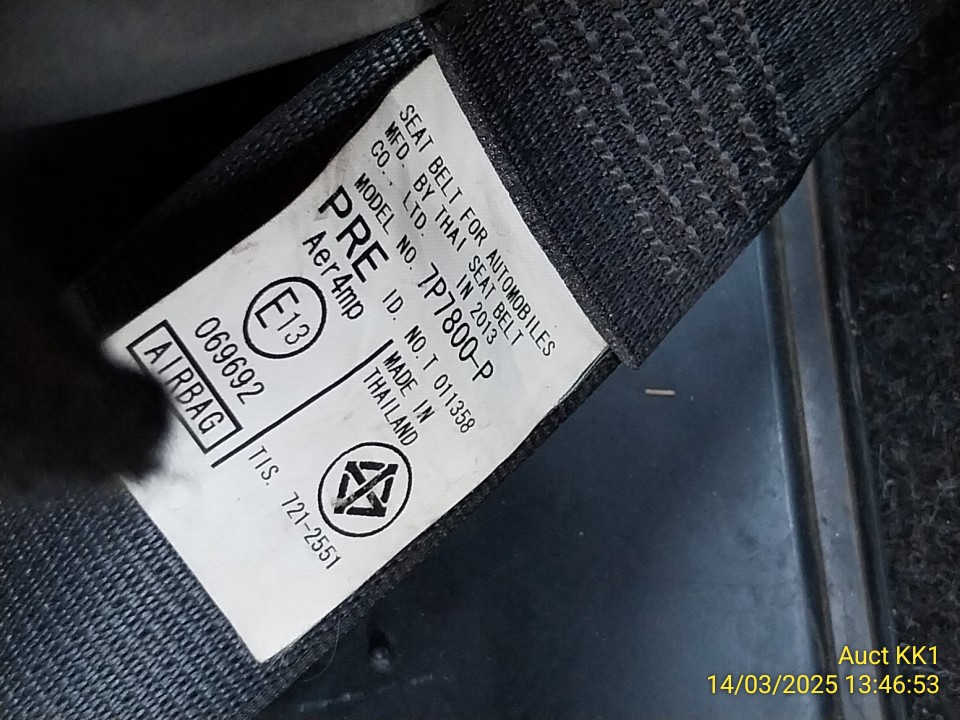 SEAT BELT FOR AUTOMOBILES
MFD. BY THAI SEAT BELT
CO., LTD. IN 2013
MODEL NO. 7P7800-P
PRE ID. NO. T 011358
Aer4mp
E13
069692
AIRBAG
MADE IN
THAILAND
TIS. 721-2551
Auct KK1
14/03/2025 13:46:53